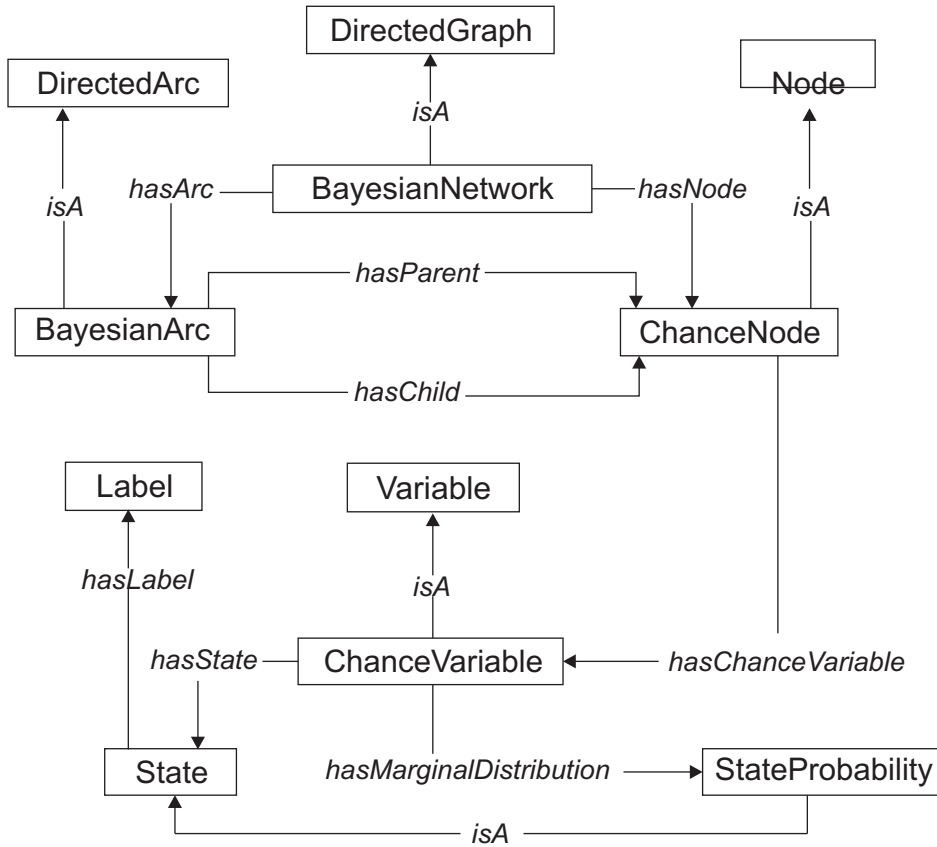 DirectedGraph
DirectedArc
Node
isA
hasArc
BayesianNetwork
hasNode
isA
isA
hasParent
BayesianArc
ChanceNode
hasChild
Label
Variable
hasLabel
isA
hasState
ChanceVariable
hasChanceVariable
State
hasMarginalDistribution
StateProbability
isA